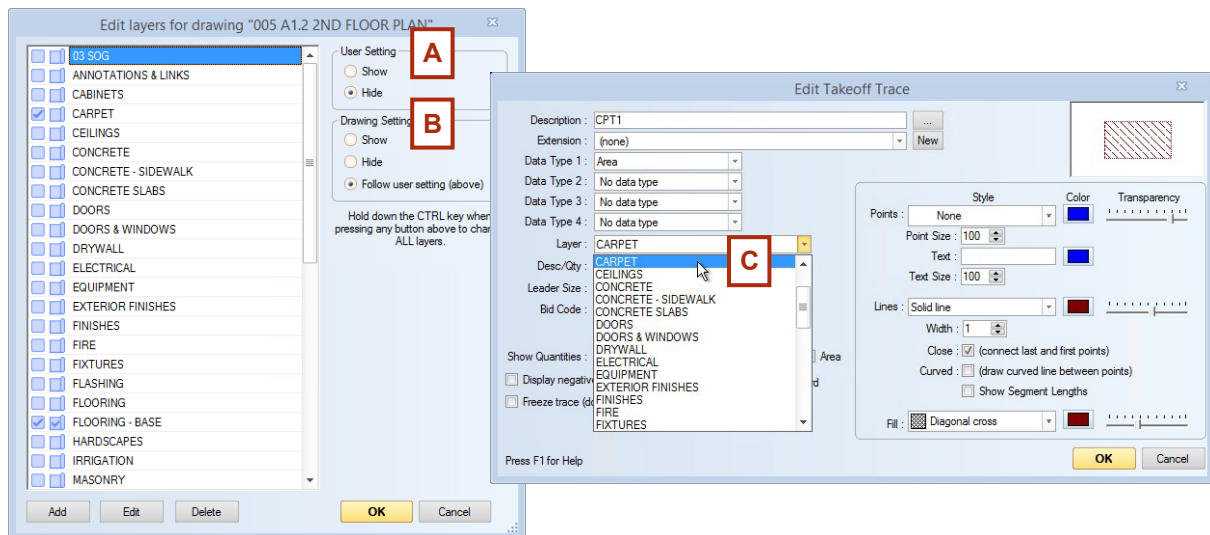 Edit layers for drawing "005 A1.2 2ND FLOOR PLAN"
03 SOG
ANNOTATIONS & LINKS
CABINETS
CARPET
CEILINGS
CONCRETE
CONCRETE - SIDEWALK
CONCRETE SLABS
DOORS
DOORS & WINDOWS
DRYWALL
ELECTRICAL
EQUIPMENT
EXTERIOR FINISHES
FINISHES
FIRE
FIXTURES
FLASHING
FLOORING
FLOORING - BASE
HARDSCAPES
IRRIGATION
MASONRY
Add Edit Delete
User Setting
A
Show
Hide
Drawing Setting
B
Show
Hide
Follow user setting (above)
Hold down the CTRL key when
pressing any button above to
ALL layers.
OK Cancel
Edit Takeoff Trace
Description : CPT1 ...
Extension : (none) New
Data Type 1 : Area
Data Type 2 : No data type
Data Type 3 : No data type
Data Type 4 : No data type
Layer : CARPET
C
Desc/Qty :
Leader Size :
Bid Code :
CARPET
CEILINGS
CONCRETE
CONCRETE - SIDEWALK
CONCRETE SLABS
DOORS
DOORS & WINDOWS
DRYWALL
ELECTRICAL
EQUIPMENT
EXTERIOR FINISHES
FINISHES
FIRE
FIXTURES
Show Quantities : Area
Display
Freeze trace
Press F1 for Help
Style Color Transparency
Points : None
Point Size : 100
Text :
Text Size : 100
Lines : Solid line
Width : 1
Close : (connect last and first points)
Curved : (draw curved line between points)
Show Segment Lengths
Fill : Diagonal cross
OK Cancel